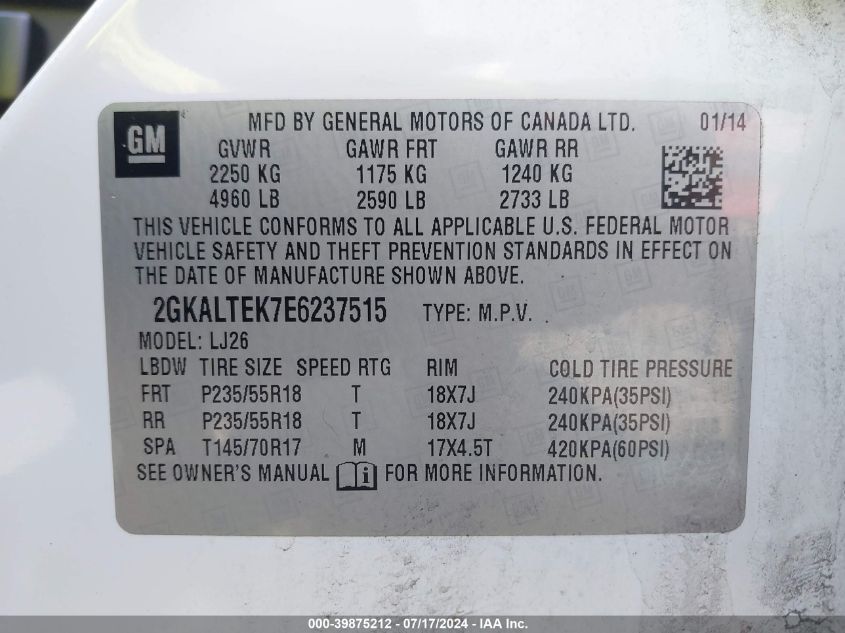 GM
MFD BY GENERAL MOTORS OF CANADA LTD. 01/14
GVWR GAWR FRT GAWR RR
2250 KG 1175 KG 1240 KG
4960 LB 2590 LB 2733 LB
THIS VEHICLE CONFORMS TO ALL APPLICABLE U.S. FEDERAL MOTOR
VEHICLE SAFETY AND THEFT PREVENTION STANDARDS IN EFFECT ON
THE DATE OF MANUFACTURE SHOWN ABOVE.
2GKALTEK7E6237515 TYPE: M.P.V. .
MODEL: LJ26
LBDW TIRE SIZE SPEED RTG RIM COLD TIRE PRESSURE
FRT P235/55R18 T 18X7J 240KPA(35PSI)
RR P235/55R18 T 18X7J 240KPA(35PSI)
SPA T145/70R17 M 17X4.5T 420KPA(60PSI)
SEE OWNER'S MANUAL i FOR MORE INFORMATION.
000-39875212 - 07/17/2024 - IAA Inc.